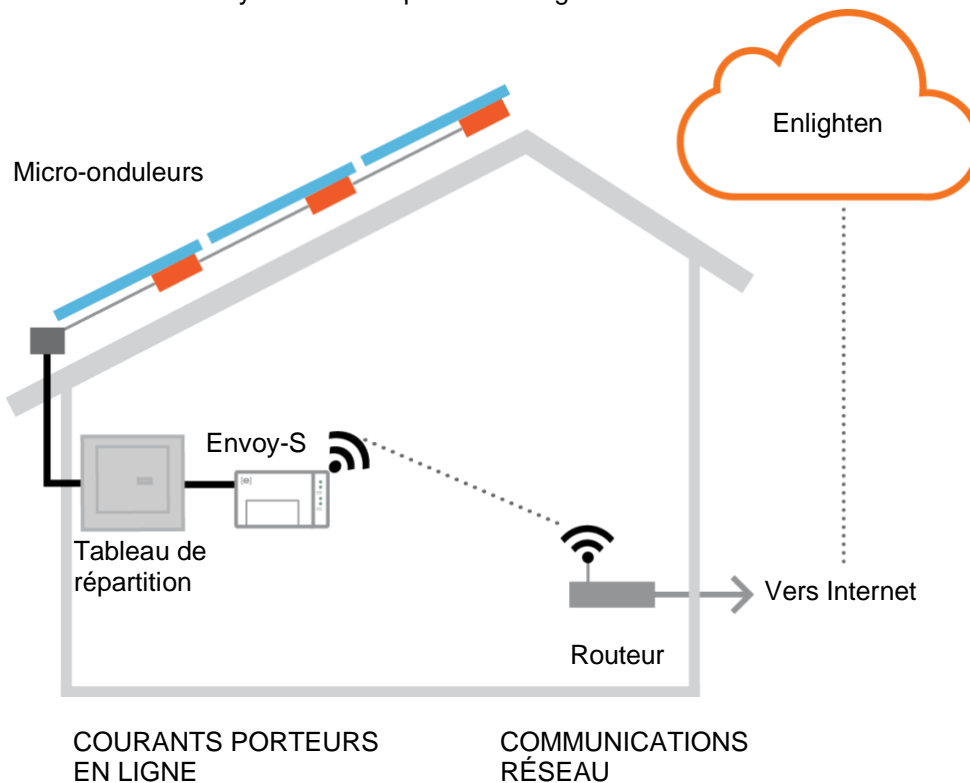 Enlighten
Micro-onduleurs
Envoy-S
Tableau de
répartition
Vers Internet
Routeur
COURANTS PORTEURS
EN LIGNE
COMMUNICATIONS
RÉSEAU